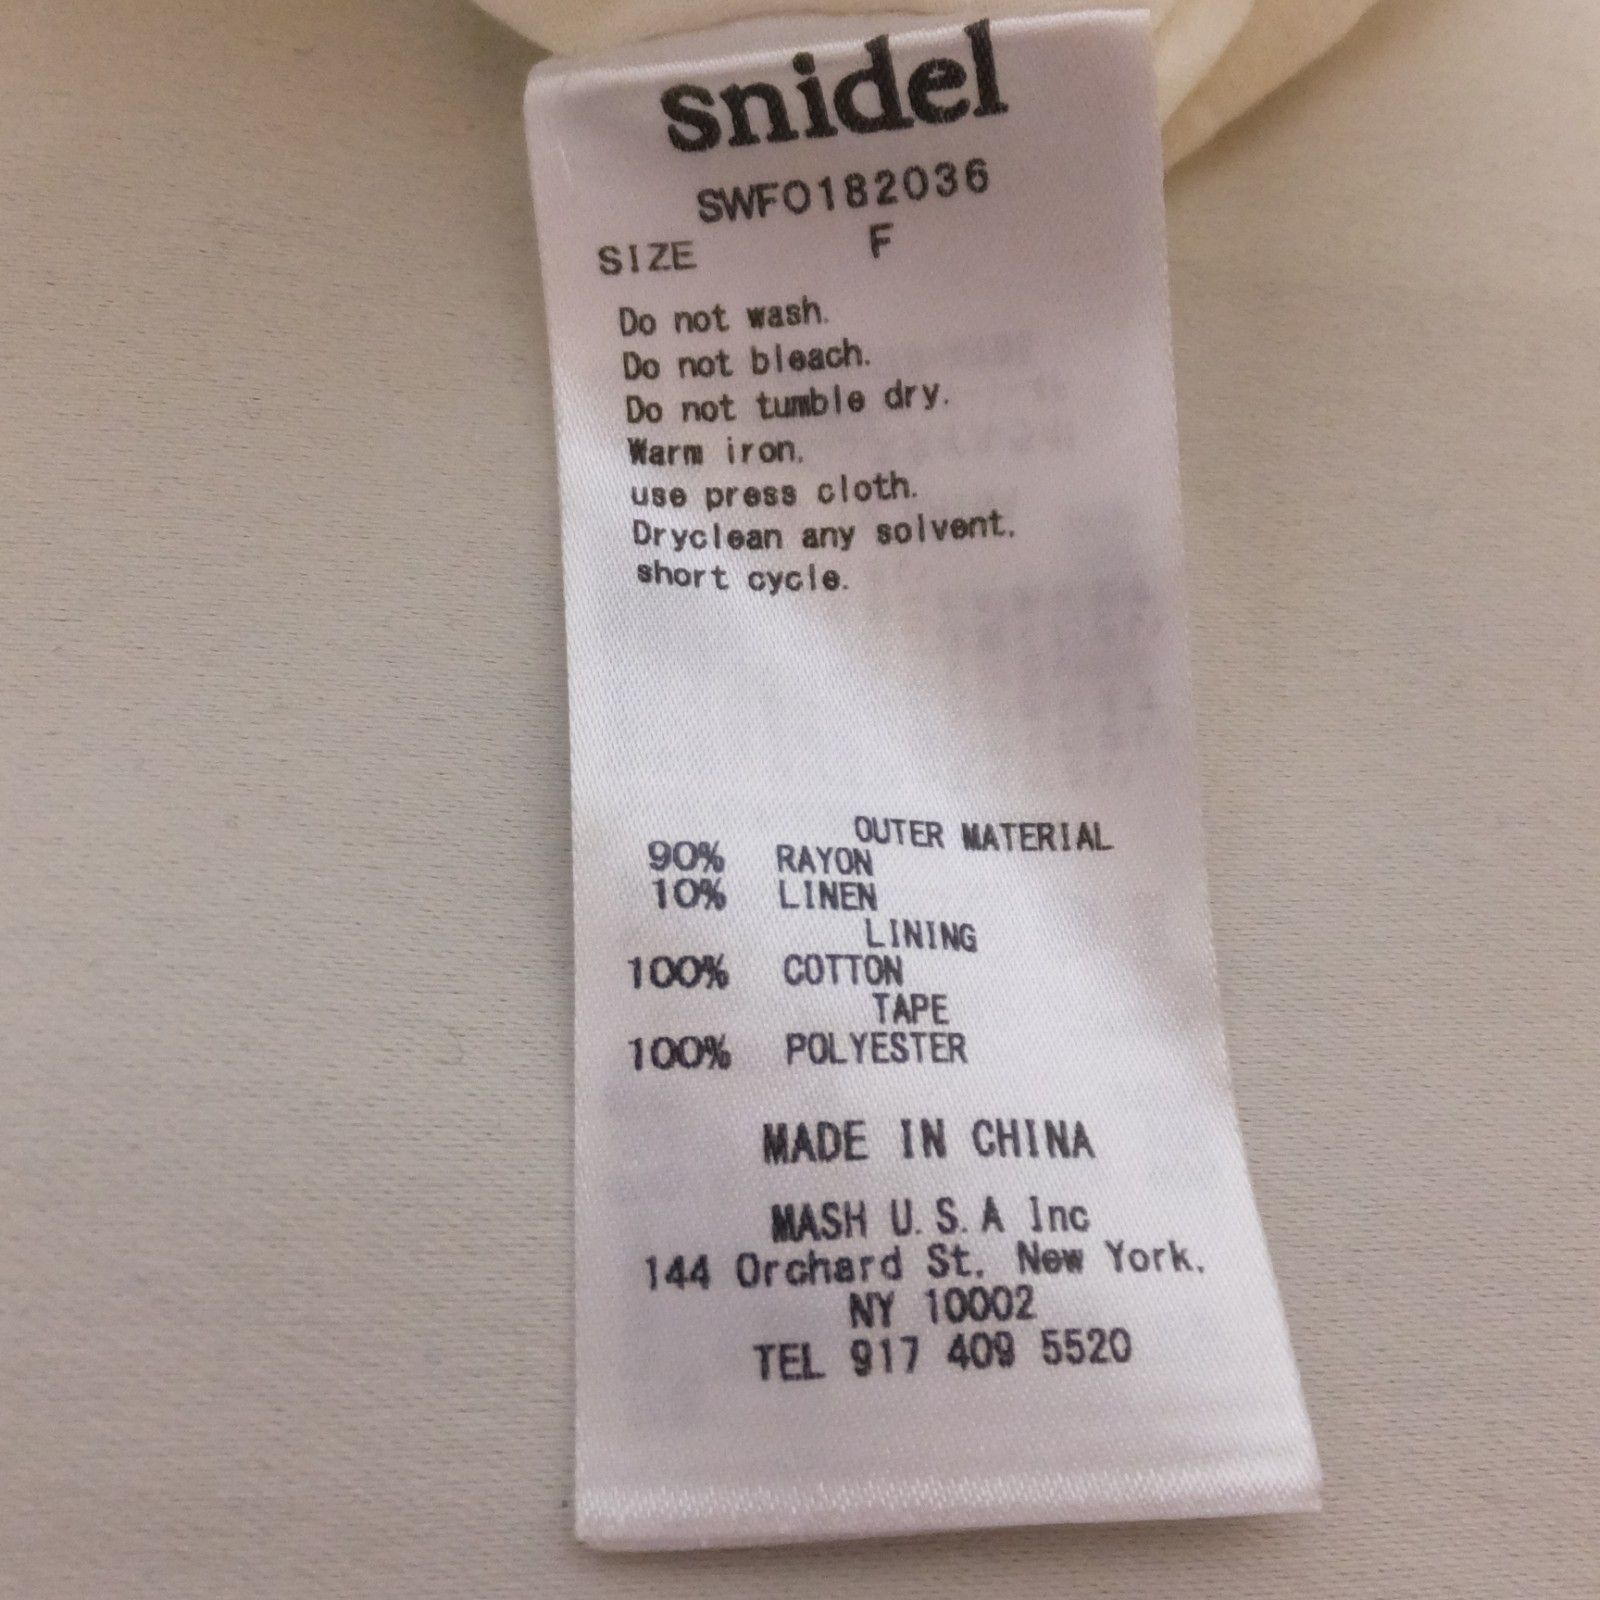 snidel
SWFO182036
SIZE F
Do not wash.
Do not bleach.
Do not tumble dry.
Warm iron.
use press cloth.
Dryclean any solvent.
short cycle.
OUTER MATERIAL
90% RAYON
10% LINEN
LINING
100% COTTON
TAPE
100% POLYESTER
MADE IN CHINA
MASH U.S.A Inc
144 Orchard St. New York.
NY 10002
TEL 917 409 5520